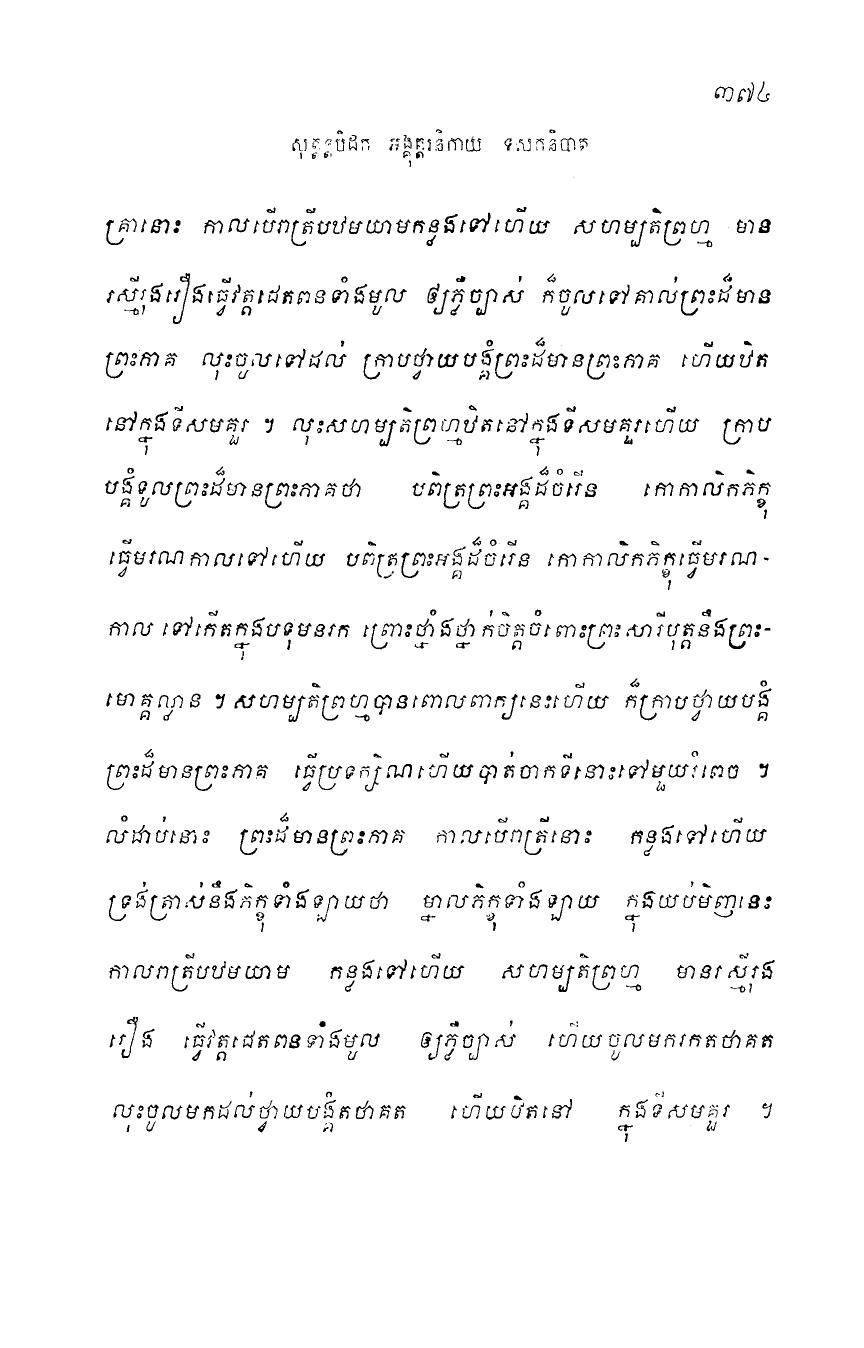 ៣៧៤
សុត្តន្តបិដក អង្គុត្តរនិកាយ ទសកនិបាត
គ្រានោះ កាលបើរាត្រីបឋមយាមកន្លងទៅហើយ សហម្បតិព្រហ្ម មាន
រស្មីរុងរឿងធ្វើវត្តជេតពនទាំងមូល ឲ្យភ្លឺច្បាស់ ក៏ចូលទៅគាល់ព្រះដ៏មាន
ព្រះភាគ លុះចូលទៅដល់ ក្រាបថ្វាយបង្គំព្រះដ៏មានព្រះភាគ ហើយឋិត
នៅក្នុងទីសមគួរ ។ លុះសហម្បតិព្រហ្មឋិតនៅក្នុងទីសមគួរហើយ ក្រាប
បង្គំទូលព្រះដ៏មានព្រះភាគថា បពិត្រព្រះអង្គដ៏ចំរើន កោកាលិកភិក្ខុ
ធ្វើមរណកាលទៅហើយ បពិត្រព្រះអង្គដ៏ចំរើន កោកាលិកភិក្ខុធ្វើមរណ-
កាល ទៅកើតក្នុងបទុមនរក ព្រោះថ្នាំងថ្នាក់ចិត្តចំពោះព្រះសារីបុត្តនឹងព្រះ-
មោគ្គល្លាន ។ សហម្បតិព្រហ្មបានពោលពាក្យនេះហើយ ក៏ក្រាបថ្វាយបង្គំ
ព្រះដ៏មានព្រះភាគ ធ្វើប្រទក្សិណហើយបាត់ចាកទីនោះទៅមួយរំពេច ។
លំដាប់នោះ ព្រះដ៏មានព្រះភាគ កាលបើរាត្រីនោះ កន្លងទៅហើយ
ទ្រង់ត្រាស់នឹងភិក្ខុទាំងឡាយថា ម្នាលភិក្ខុទាំងឡាយ ក្នុងយប់មិញនេះ
កាលរាត្រីបឋមយាម កន្លងទៅហើយ សហម្បតិព្រហ្ម មានរស្មីរុង
រឿង ធ្វើវត្តជេតពនទាំងមូល ឲ្យភ្លឺច្បាស់ ហើយចូលមករកតថាគត
លុះចូលមកដល់ថ្វាយបង្គំតថាគត ហើយឋិតនៅ ក្នុងទីសមគួរ ។